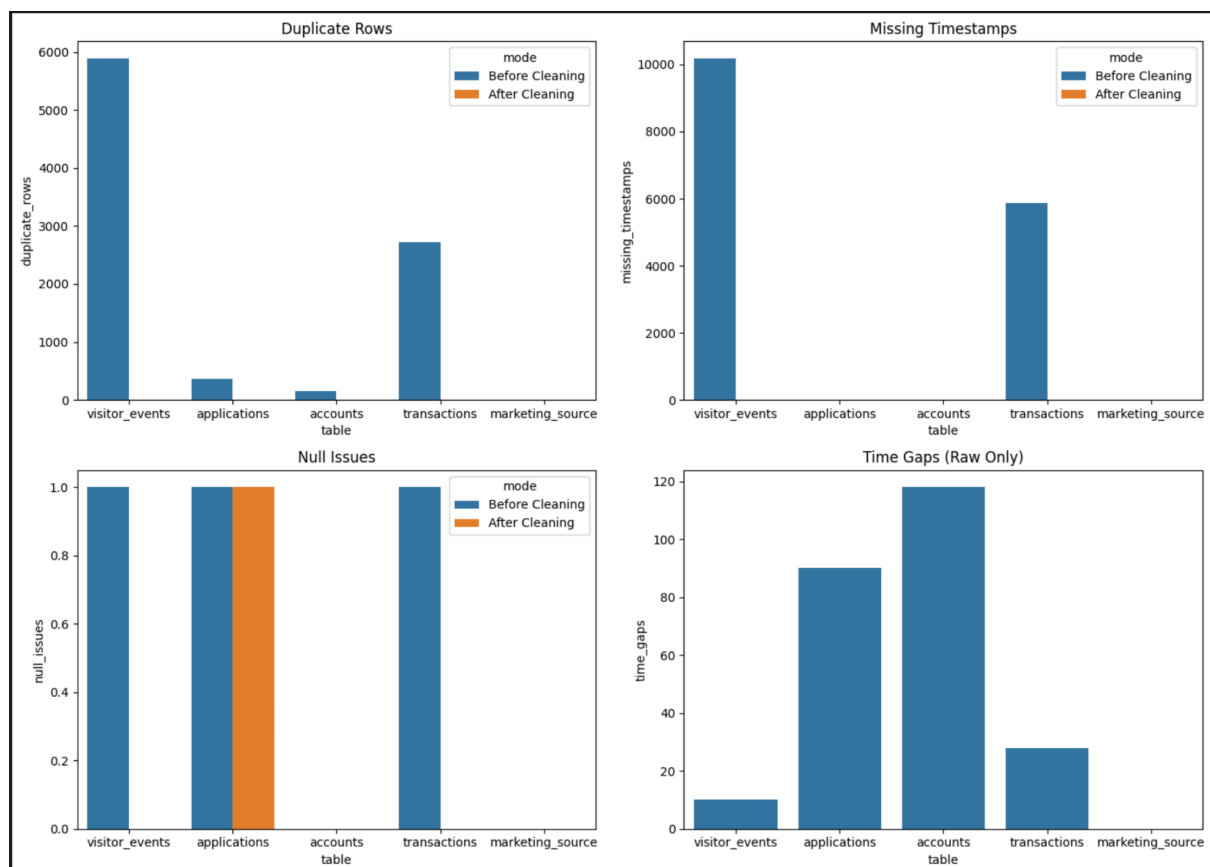 Duplicate Rows
6000
5000
4000
3000
2000
1000
0
duplicate_rows
mode
Before Cleaning
After Cleaning
visitor_events applications accounts transactions marketing_source
table
Missing Timestamps
10000
8000
6000
4000
2000
0
missing_timestamps
mode
Before Cleaning
After Cleaning
visitor_events applications accounts transactions marketing_source
table
Null Issues
1.0
0.8
0.6
0.4
0.2
0.0
null_issues
mode
Before Cleaning
After Cleaning
visitor_events applications accounts transactions marketing_source
table
Time Gaps (Raw Only)
120
100
80
60
40
20
0
time_gaps
visitor_events applications accounts transactions marketing_source
table